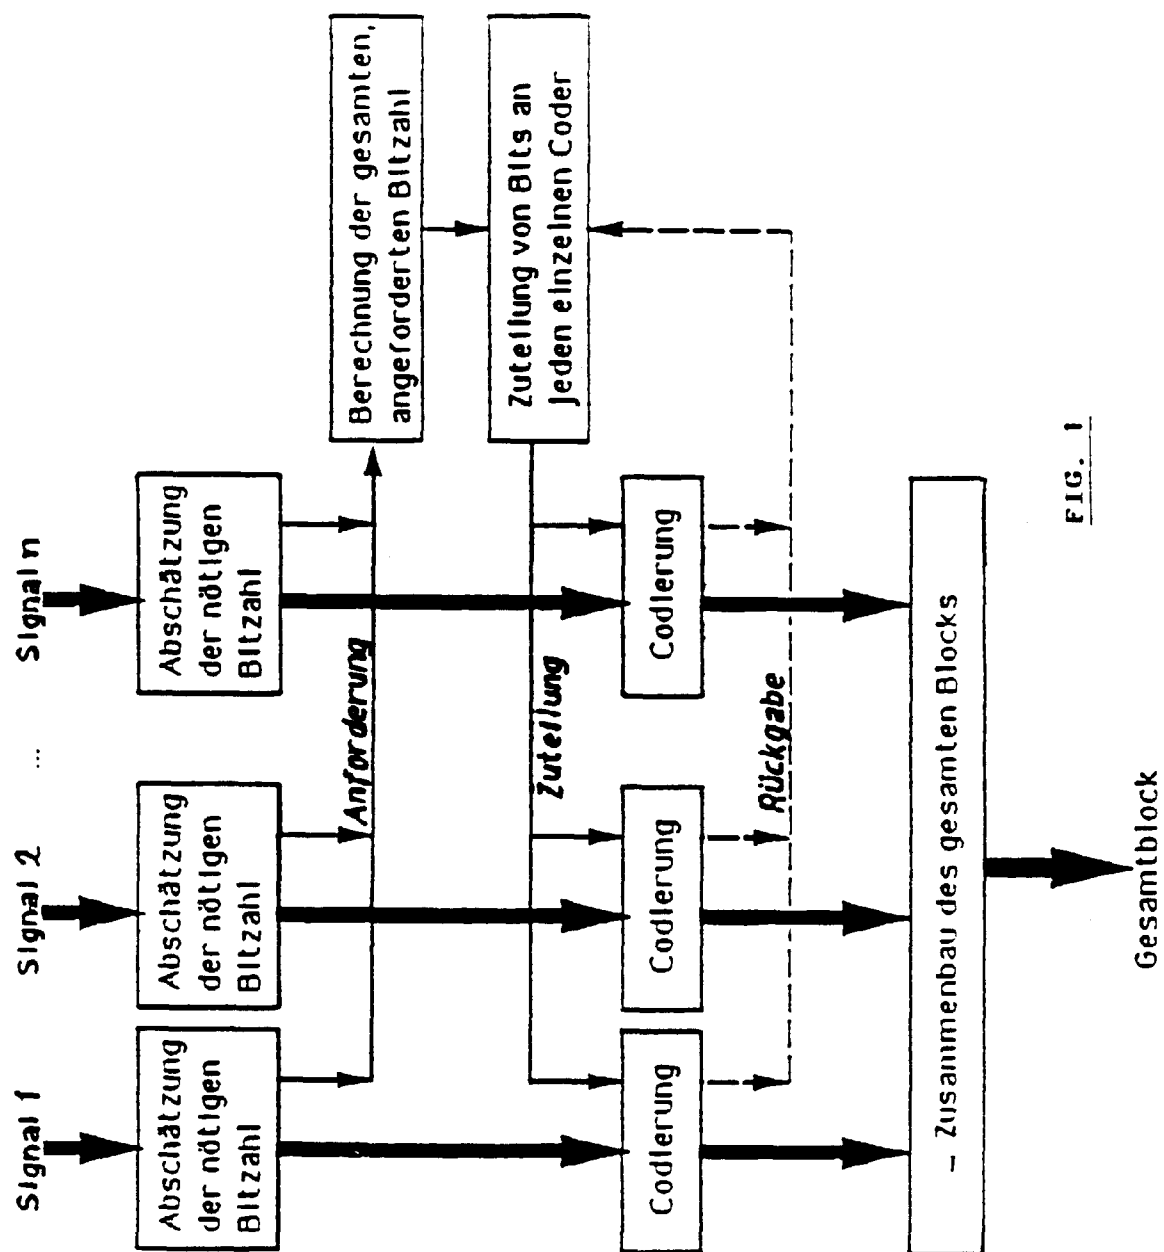 Signal 1
Signal 2
...
Signal n
Abschätzung
der nötigen
Bitzahl
Abschätzung
der nötigen
Bitzahl
Abschätzung
der nötigen
Bitzahl
Berechnung der gesamten,
angeforderten Bitzahl
Anforderung
Zuteilung von Bits an
jeden einzelnen Coder
Zuteilung
Codierung
Codierung
Codierung
Rückgabe
– Zusammenbau des gesamten Blocks
Gesamtblock
FIG. 1